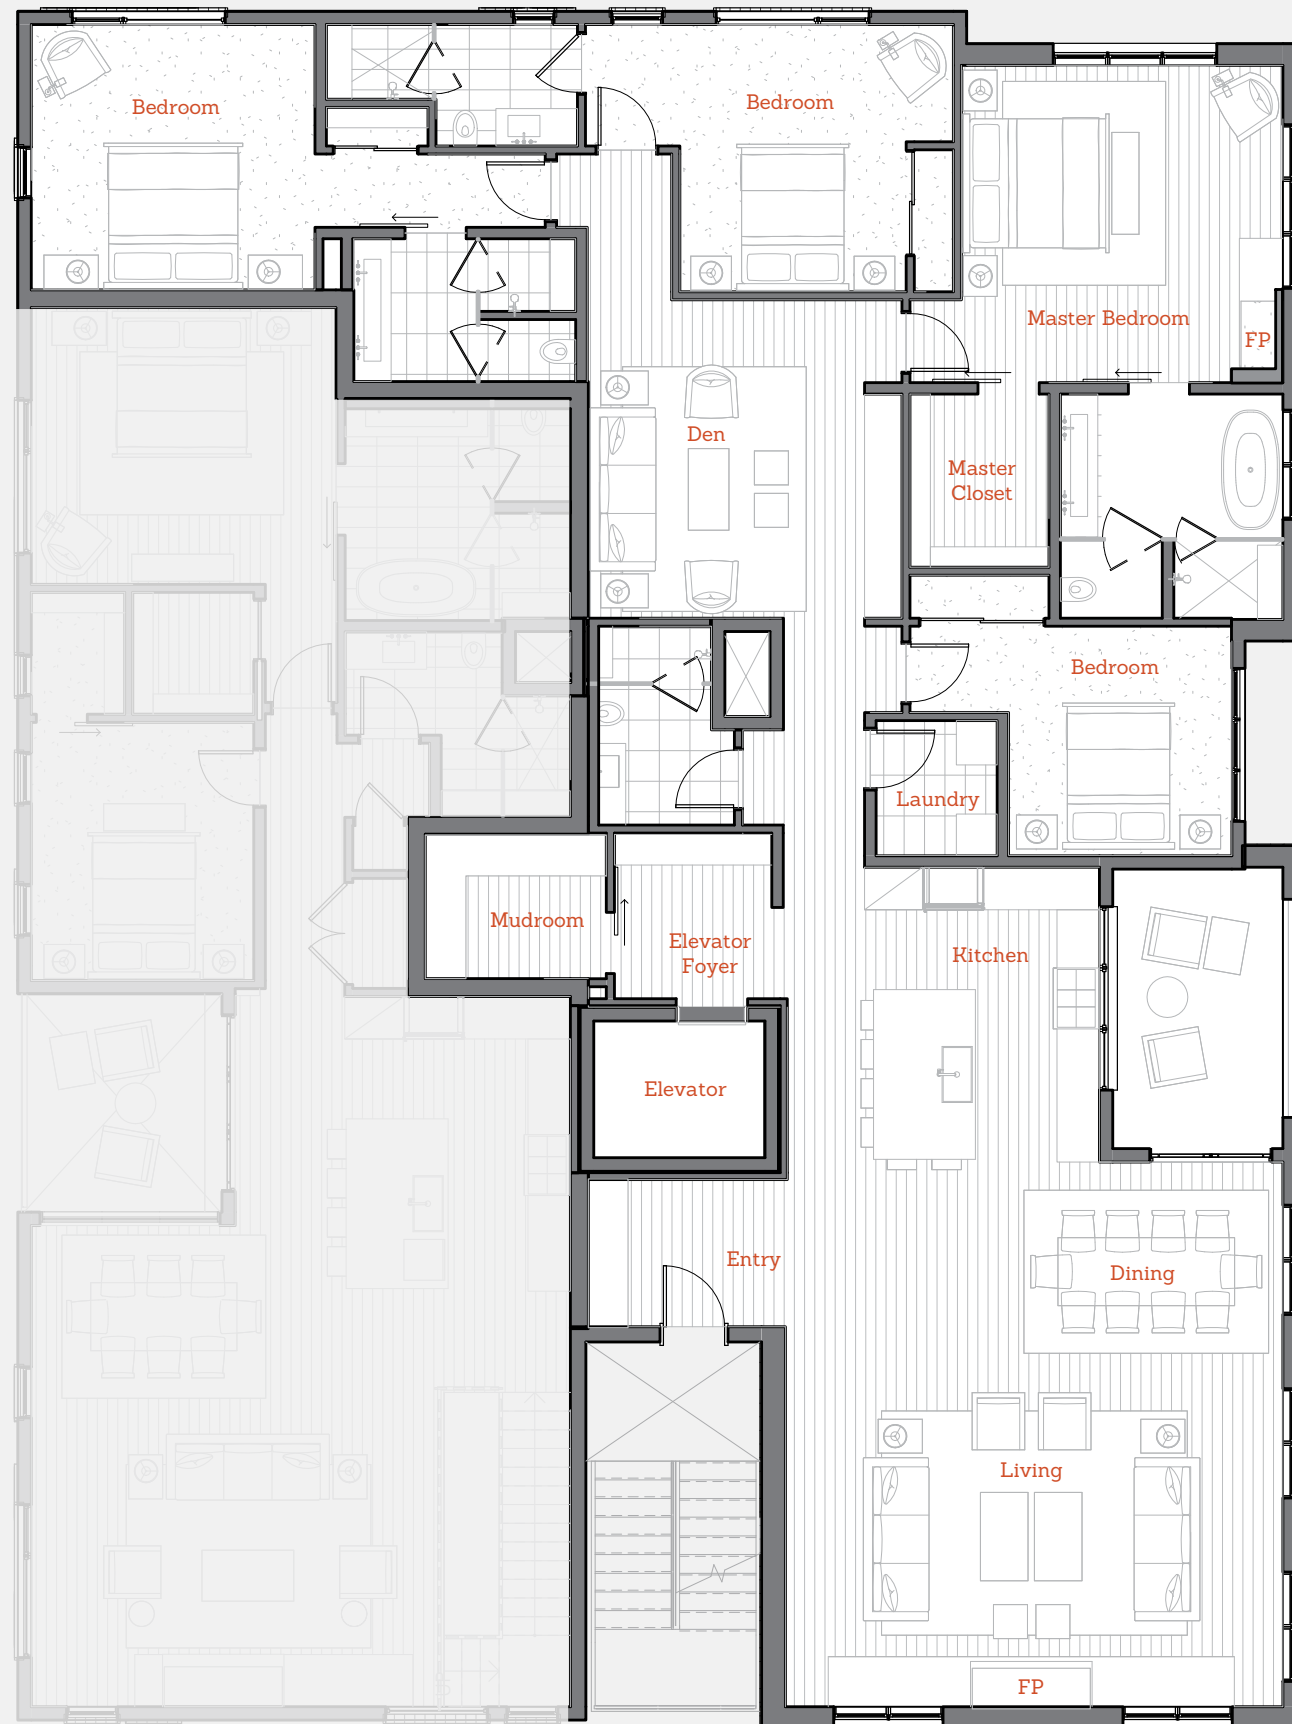 Bedroom
Bedroom
Master Bedroom
FP
Den
Master
Closet
Bedroom
Laundry
Mudroom
Elevator
Foyer
Kitchen
Elevator
Entry
Dining
Living
FP